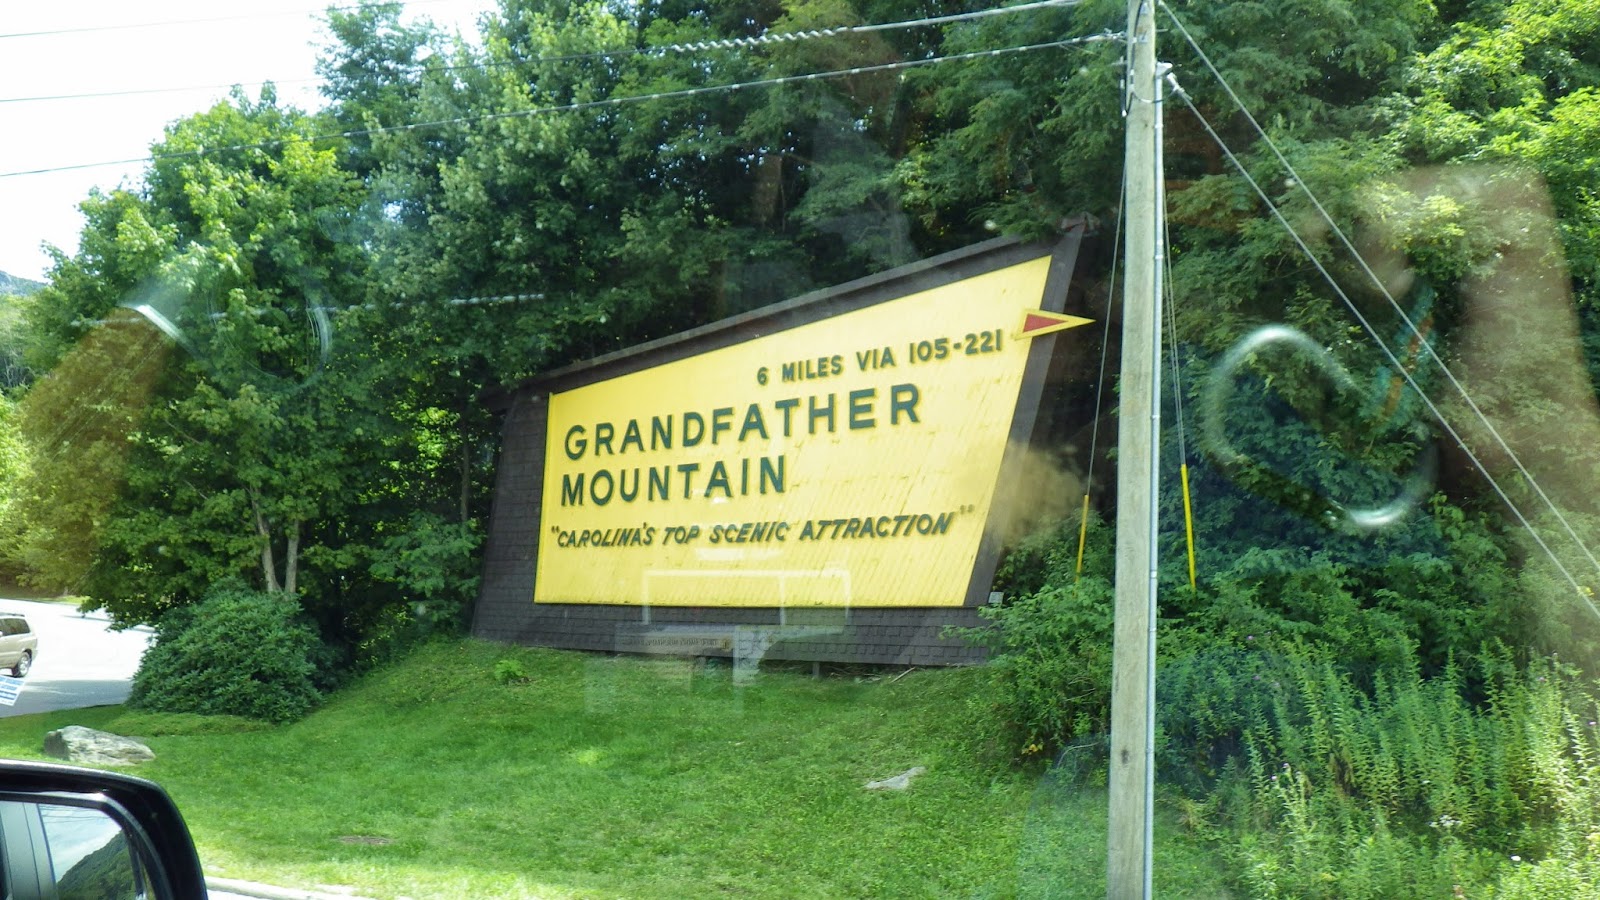 6 MILES VIA 105-221
GRANDFATHER
MOUNTAIN
"CAROLINA'S TOP SCENIC ATTRACTION"